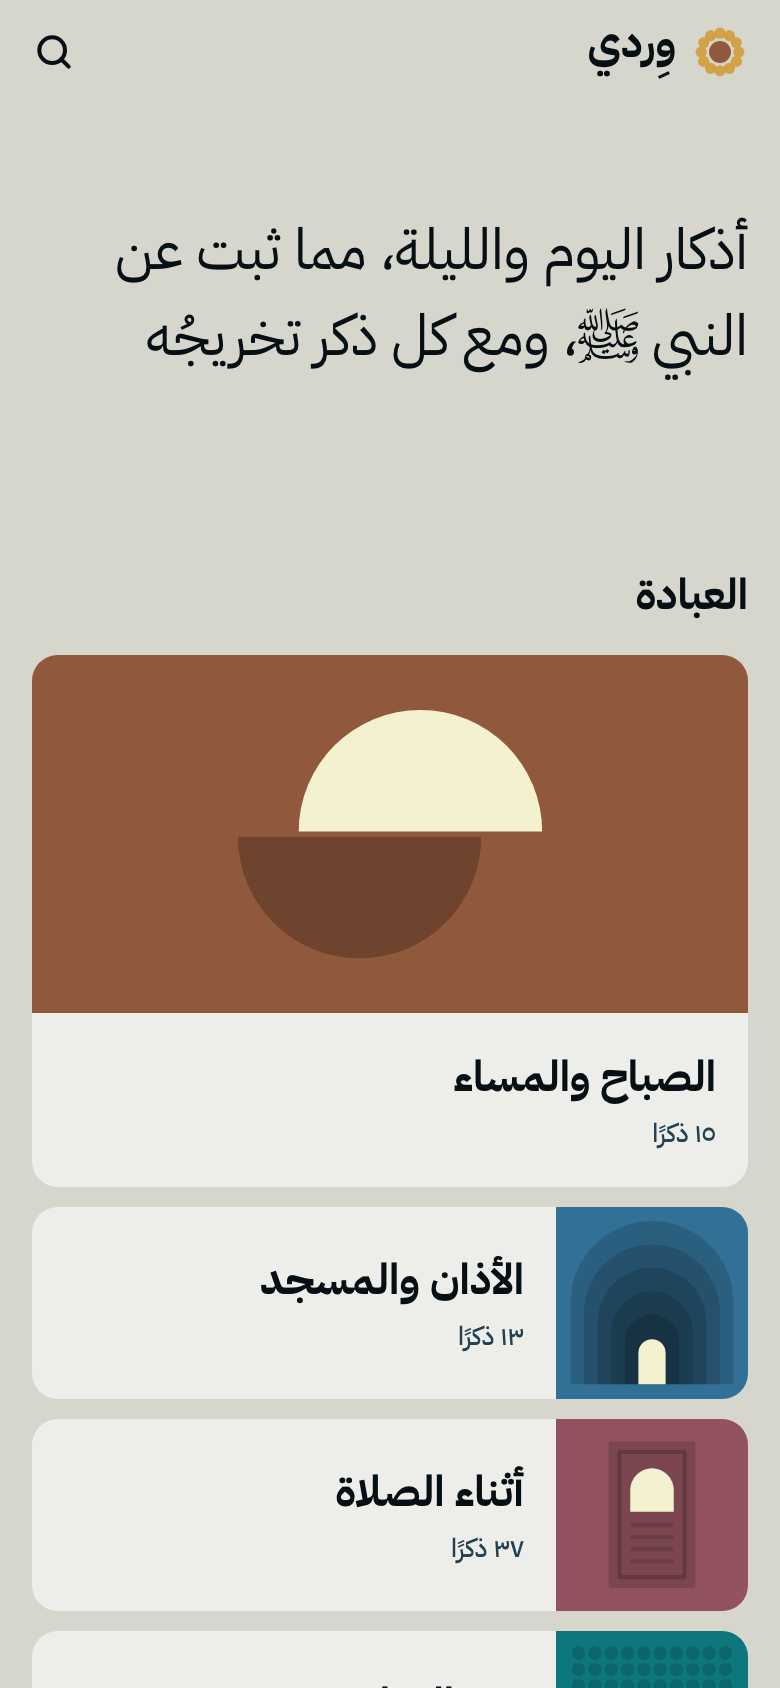 وِردي
أذكار اليوم والليلة، مما ثبت عن
النبي ﷺ، ومع كل ذكر تخريجُه
العبادة
الصباح والمساء
١٥ ذكرًا
الأذان والمسجد
١٣ ذكرًا
أثناء الصلاة
٣٧ ذكرًا